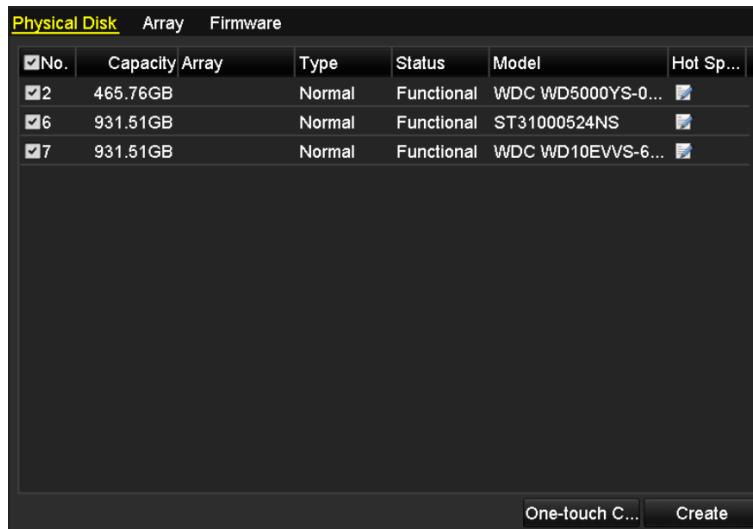 Physical Disk Array Firmware
No. Capacity Array Type Status Model Hot Sp...
2 465.76GB Normal Functional WDC WD5000YS-0... 
6 931.51GB Normal Functional ST31000524NS
7 931.51GB Normal Functional WDC WD10EVVS-6...
One-touch C... Create